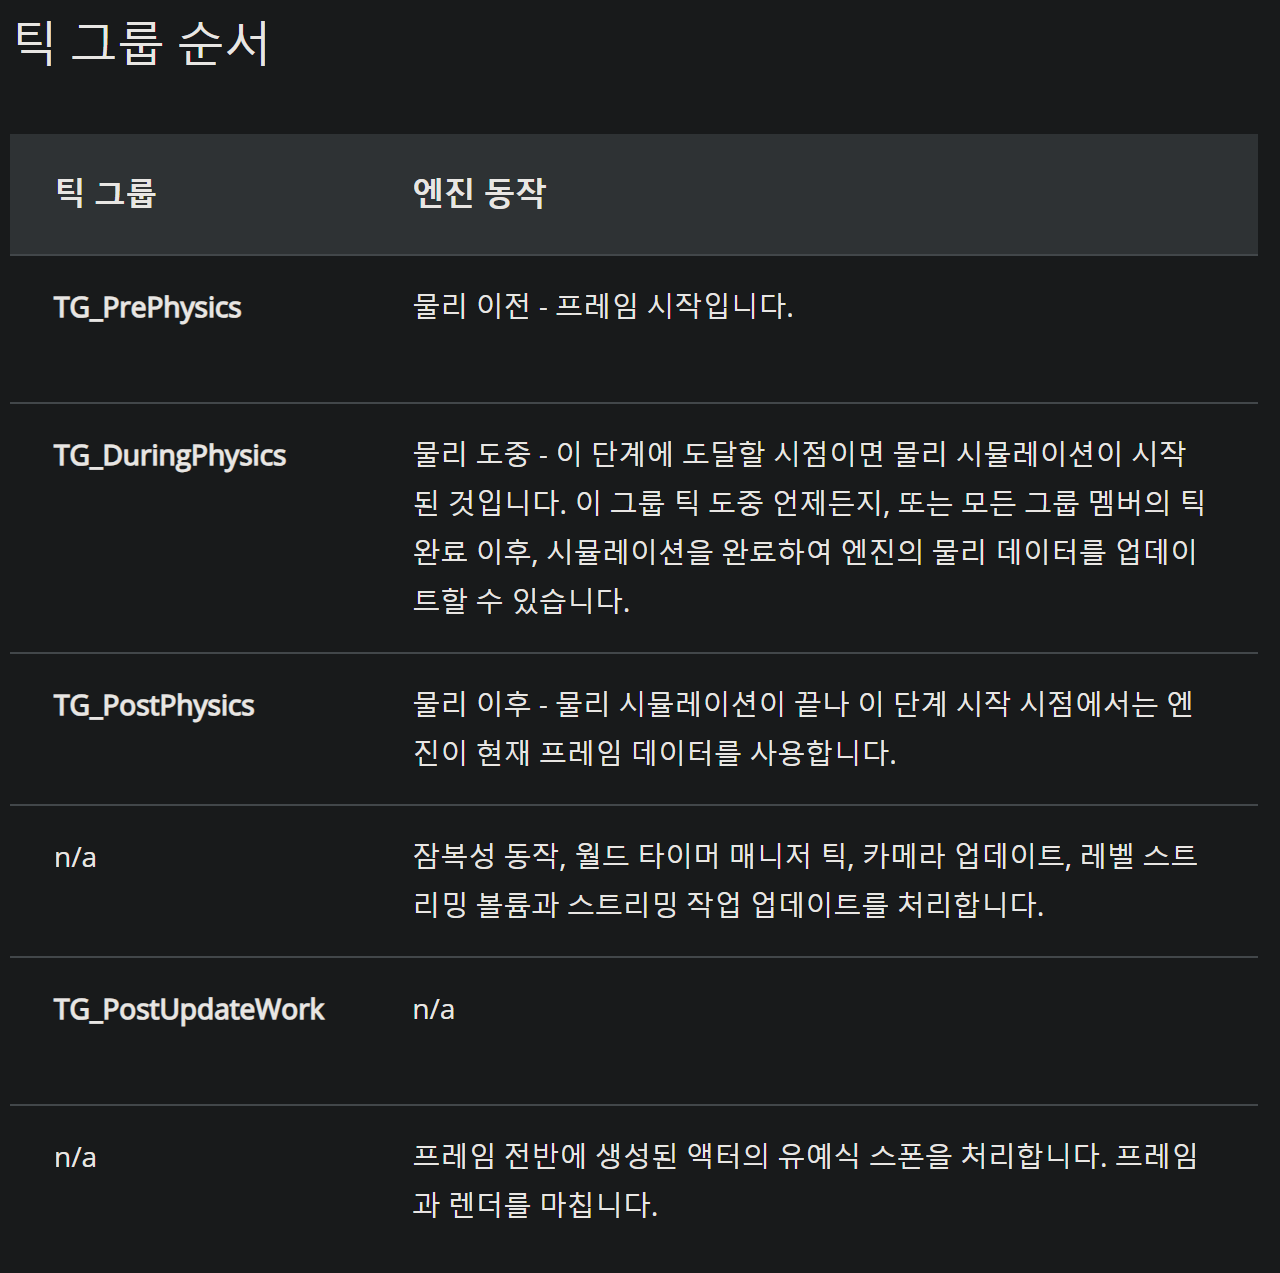 틱 그룹 순서
틱 그룹 엔진 동작
TG_PrePhysics 물리 이전 - 프레임 시작입니다.
TG_DuringPhysics 물리 도중 - 이 단계에 도달할 시점이면 물리 시뮬레이션이 시작
된 것입니다. 이 그룹 틱 도중 언제든지, 또는 모든 그룹 멤버의 틱
완료 이후, 시뮬레이션을 완료하여 엔진의 물리 데이터를 업데이
트할 수 있습니다.
TG_PostPhysics 물리 이후 - 물리 시뮬레이션이 끝나 이 단계 시작 시점에서는 엔
진이 현재 프레임 데이터를 사용합니다.
n/a 잠복성 동작, 월드 타이머 매니저 틱, 카메라 업데이트, 레벨 스트
리밍 볼륨과 스트리밍 작업 업데이트를 처리합니다.
TG_PostUpdateWork n/a
n/a 프레임 전반에 생성된 액터의 유예식 스폰을 처리합니다. 프레임
과 렌더를 마칩니다.